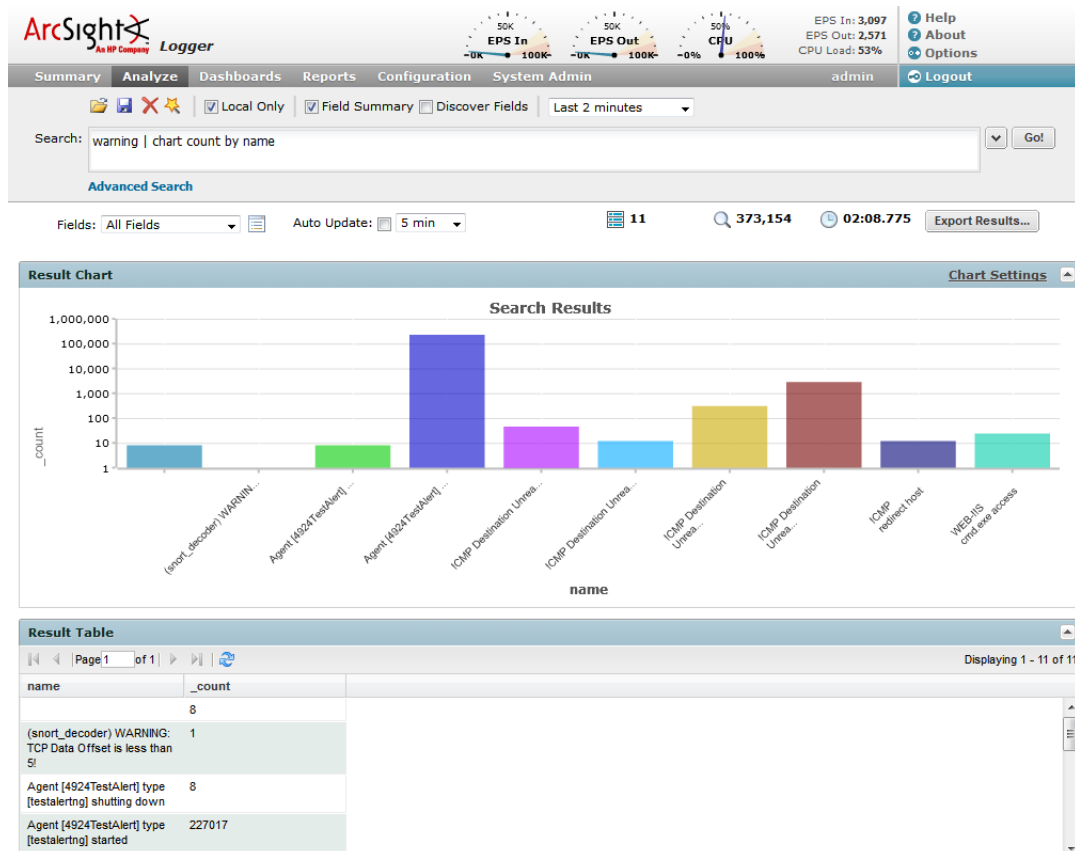 ArcSight
An HP Company
Logger
50K
EPS In
0K 100K
50K
EPS Out
0K 100K
50%
CPU
0% 100%
EPS In: 3,097
EPS Out: 2,571
CPU Load: 53%
Help
About
Options
Summary Analyze Dashboards Reports Configuration System Admin admin Logout
Local Only Field Summary Discover Fields Last 2 minutes
Search: warning | chart count by name Go!
Advanced Search
Fields: All Fields Auto Update: 5 min 11 373,154 02:08.775 Export Results...
Result Chart Chart Settings
Search Results
1,000,000
100,000
10,000
1,000
100
10
1
_count
(snort_decoder) WARNIN...
Agent [4924TestAlert] ...
Agent [4924TestAlert] ...
ICMP Destination Unrea...
ICMP Destination Unrea...
ICMP Destination
Unrea...
ICMP Destination
Unrea...
ICMP
redirect host
WEB-IIS
cmd.exe access
name
Result Table
Page 1 of 1 Displaying 1 - 11 of 11
name _count
8
(snort_decoder) WARNING: 1
TCP Data Offset is less than
5!
Agent [4924TestAlert] type 8
[testalertng] shutting down
Agent [4924TestAlert] type 227017
[testalertng] started